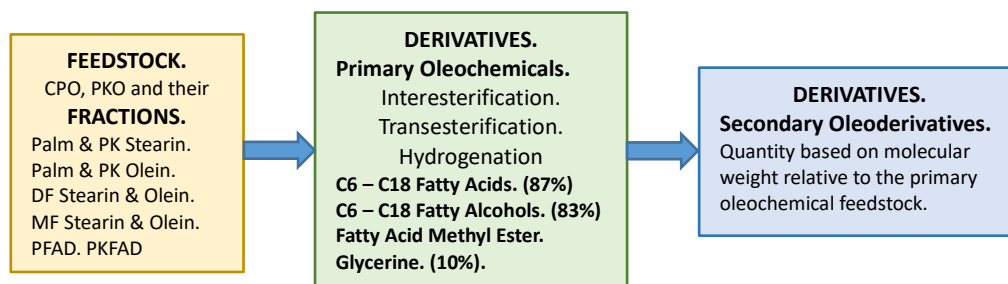 FEEDSTOCK.
CPO, PKO and their
FRACTIONS.
Palm & PK Stearin.
Palm & PK Olein.
DF Stearin & Olein.
MF Stearin & Olein.
PFAD. PKFAD
DERIVATIVES.
Primary Oleochemicals.
Interesterification.
Transesterification.
Hydrogenation
C6 – C18 Fatty Acids. (87%)
C6 – C18 Fatty Alcohols. (83%)
Fatty Acid Methyl Ester.
Glycerine. (10%).
DERIVATIVES.
Secondary Oleoderivatives.
Quantity based on molecular
weight relative to the primary
oleochemical feedstock.